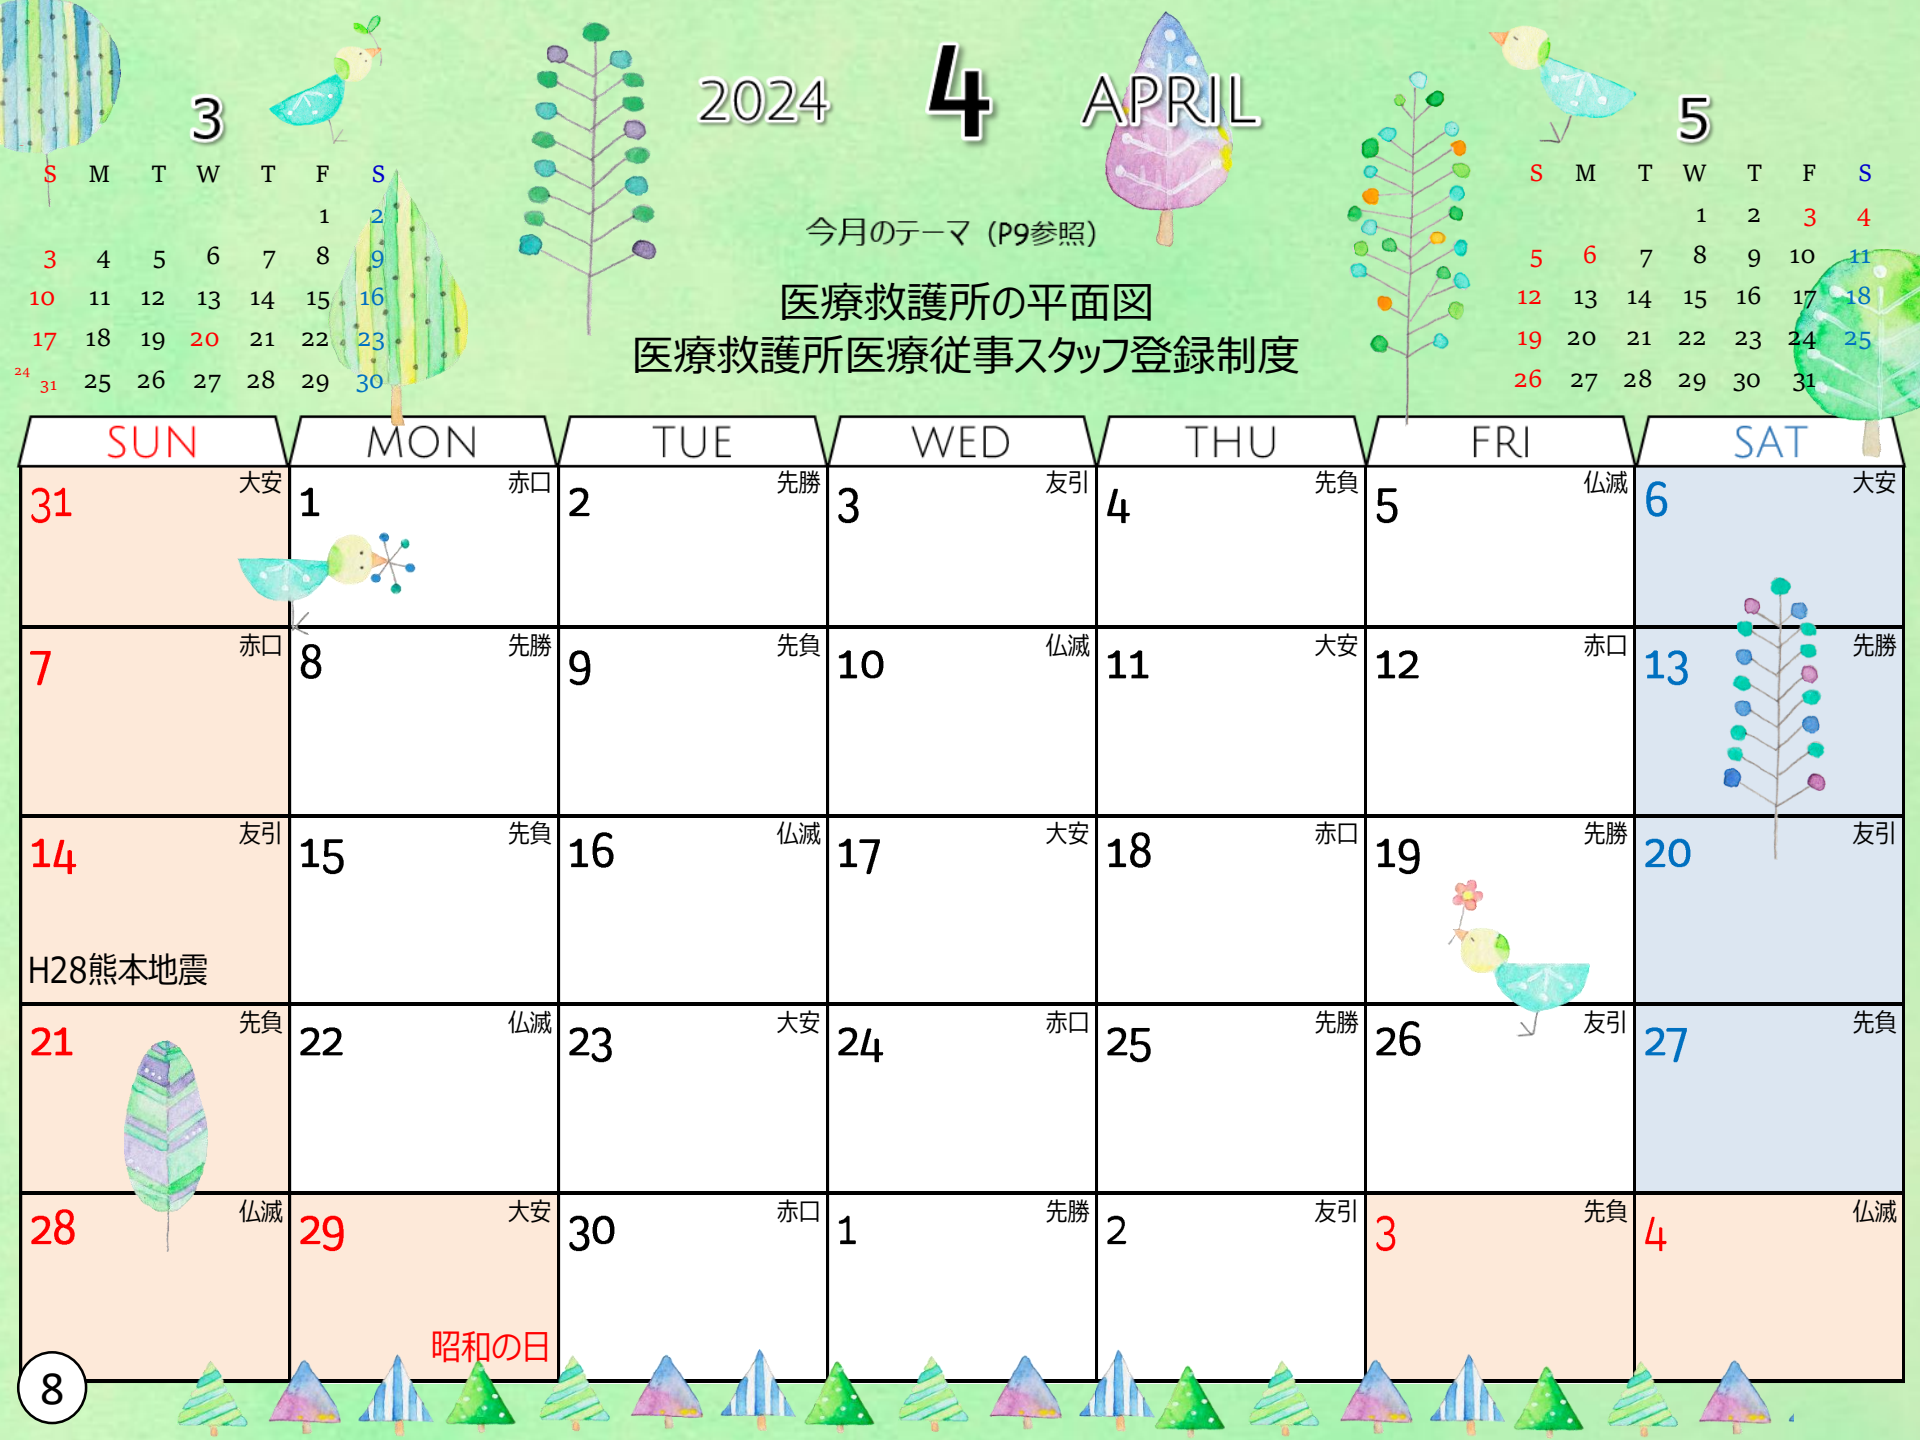 2024 4 APRIL
今月のテーマ（P9参照）
医療救護所の平面図
医療救護所医療従事スタッフ登録制度
3
S M T W T F S
1 2
3 4 5 6 7 8 9
10 11 12 13 14 15 16
17 18 19 20 21 22 23
24 31 25 26 27 28 29 30
5
S M T W T F S
1 2 3 4
5 6 7 8 9 10 11
12 13 14 15 16 17 18
19 20 21 22 23 24 25
26 27 28 29 30 31
SUN MON TUE WED THU FRI SAT
31 大安 1 赤口 2 先勝 3 友引 4 先負 5 仏滅 6 大安
7 赤口 8 先勝 9 先負 10 仏滅 11 大安 12 赤口 13 先勝
14 友引 15 先負 16 仏滅 17 大安 18 赤口 19 先勝 20 友引
H28熊本地震
21 先負 22 仏滅 23 大安 24 赤口 25 先勝 26 友引 27 先負
28 仏滅 29 大安 30 赤口 1 先勝 2 友引 3 先負 4 仏滅
昭和の日
8